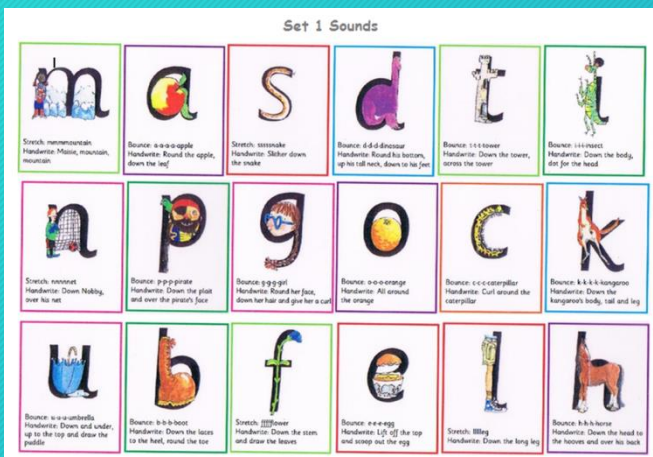 Set 1 Sounds
m
a
s
d
t
i
Stretch: mmmmountain
Handwrite: Maisie, mountain,
mountain
Bounce: a-a-a-a-apple
Handwrite: Round the apple,
down the leaf
Stretch: sssssnake
Handwrite: Slither down
the snake
Bounce: d-d-d-dinosaur
Handwrite: Round his bottom,
up his tall neck, down to his feet
Bounce: t-t-t-tower
Handwrite: Down the tower,
across the tower
Bounce: i-i-i-insect
Handwrite: Down the body,
dot for the head
n
p
g
o
c
k
Stretch: nnnnnet
Handwrite: Down Nobby,
over his net
Bounce: p-p-p-pirate
Handwrite: Down the plait
and over the pirate's face
Bounce: g-g-g-girl
Handwrite: Round her face,
down her hair and give her a curl
Bounce: o-o-o-orange
Handwrite: All around
the orange
Bounce: c-c-c-caterpillar
Handwrite: Curl around the
caterpillar
Bounce: k-k-k-k-kangaroo
Handwrite: Down the
kangaroo's body, tail and leg
u
b
f
e
l
h
Bounce: u-u-u-umbrella
Handwrite: Down and under,
up to the top and draw the
puddle
Bounce: b-b-b-boot
Handwrite: Down the laces
to the heel, round the toe
Stretch: ffffflower
Handwrite: Down the stem
and draw the leaves
Bounce: e-e-e-egg
Handwrite: Lift off the top
and scoop out the egg
Stretch: lllleg
Handwrite: Down the long leg
Bounce: h-h-h-horse
Handwrite: Down the head to
the hooves and over his back